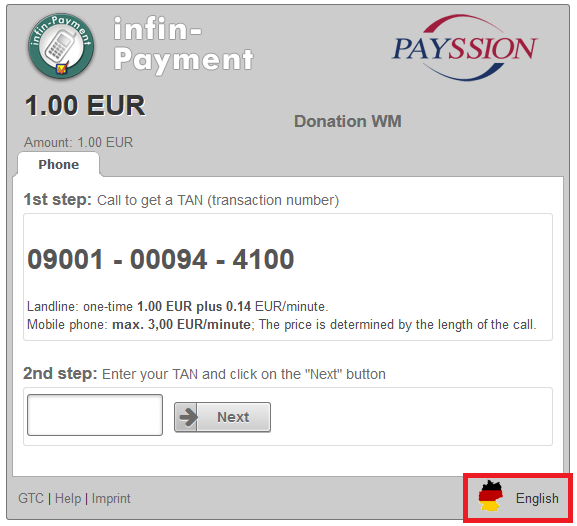 infin-Payment
infin-
Payment
PAYSSION
1.00 EUR
Donation WM
Amount: 1.00 EUR
Phone
1st step: Call to get a TAN (transaction number)
09001 - 00094 - 4100
Landline: one-time 1.00 EUR plus 0.14 EUR/minute.
Mobile phone: max. 3,00 EUR/minute; The price is determined by the length of the call.
2nd step: Enter your TAN and click on the "Next" button
Next
GTC | Help | Imprint
English